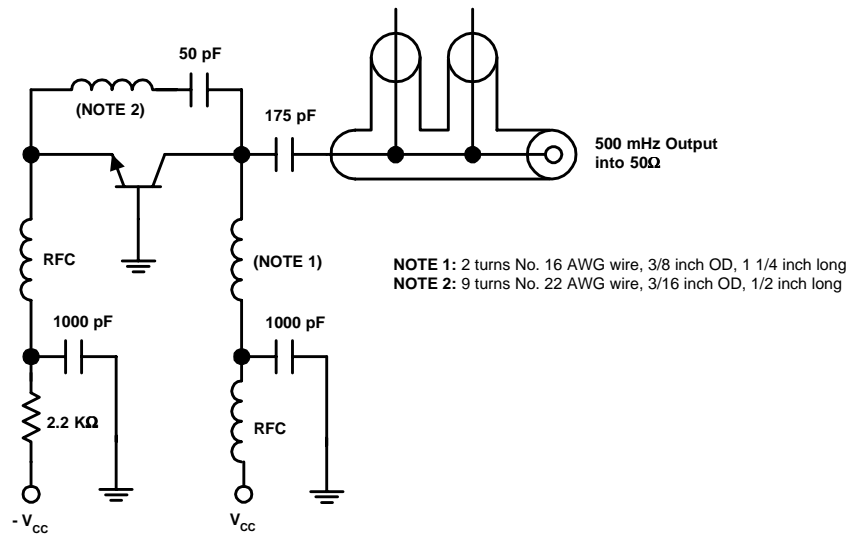 50 pF
(NOTE 2)
175 pF
500 mHz Output
into 50Ω
RFC
(NOTE 1)
NOTE 1: 2 turns No. 16 AWG wire, 3/8 inch OD, 1 1/4 inch long
NOTE 2: 9 turns No. 22 AWG wire, 3/16 inch OD, 1/2 inch long
1000 pF
1000 pF
2.2 KΩ
RFC
- VCC
VCC